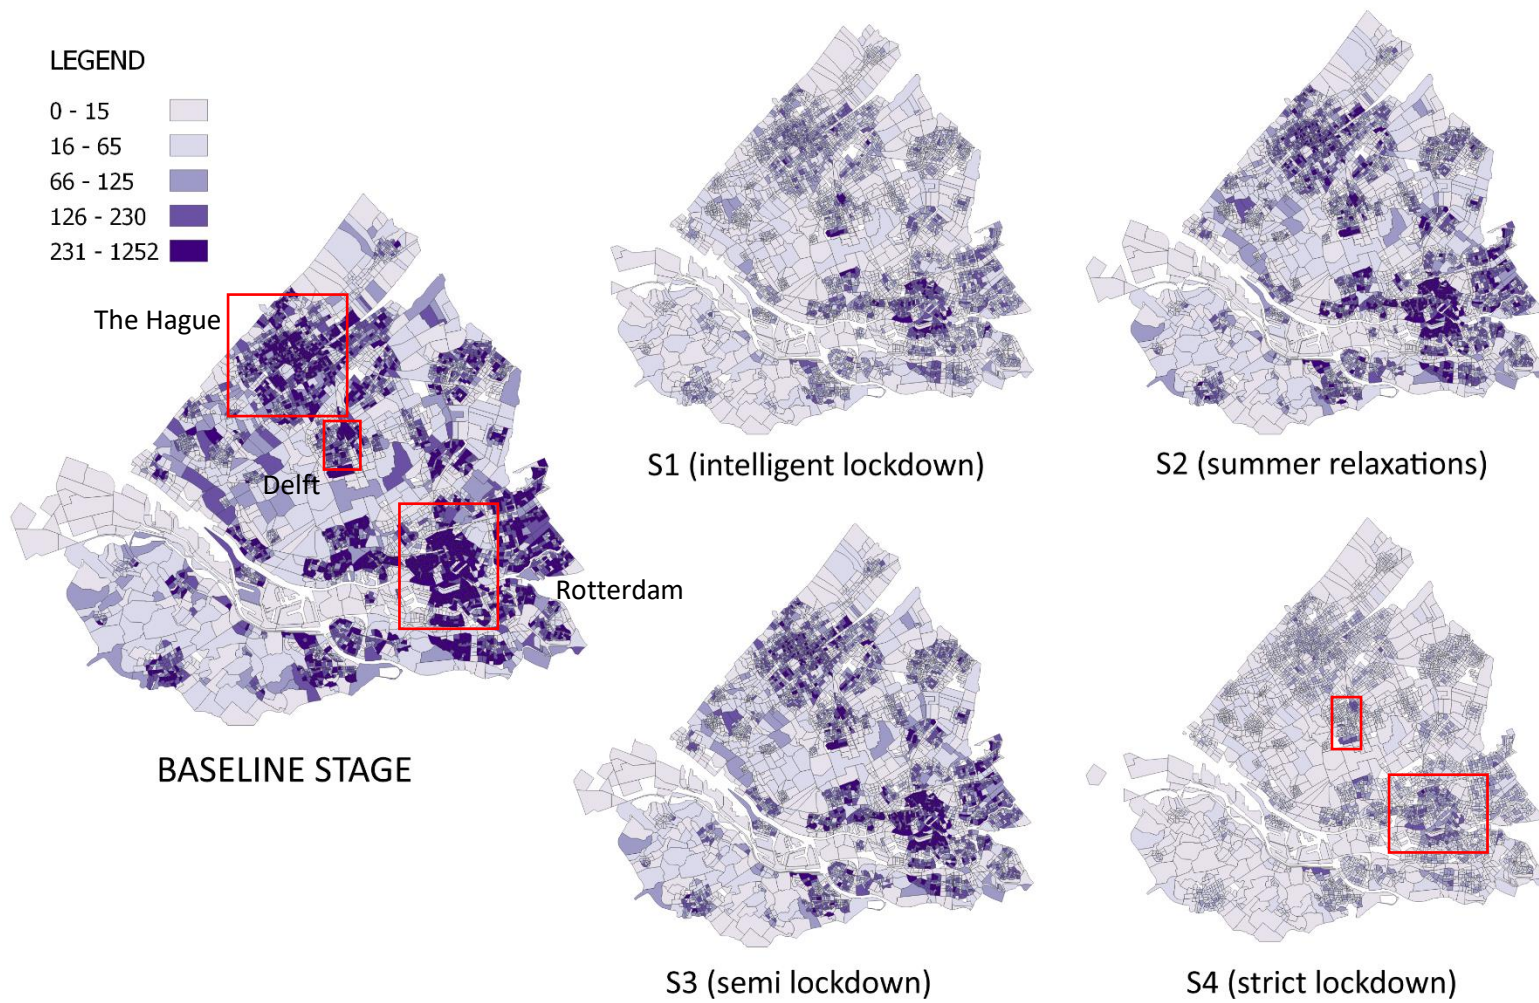 LEGEND
0 - 15
16 - 65
66 - 125
126 - 230
231 - 1252
The Hague
Delft
Rotterdam
BASELINE STAGE
S1 (intelligent lockdown)
S2 (summer relaxations)
S3 (semi lockdown)
S4 (strict lockdown)